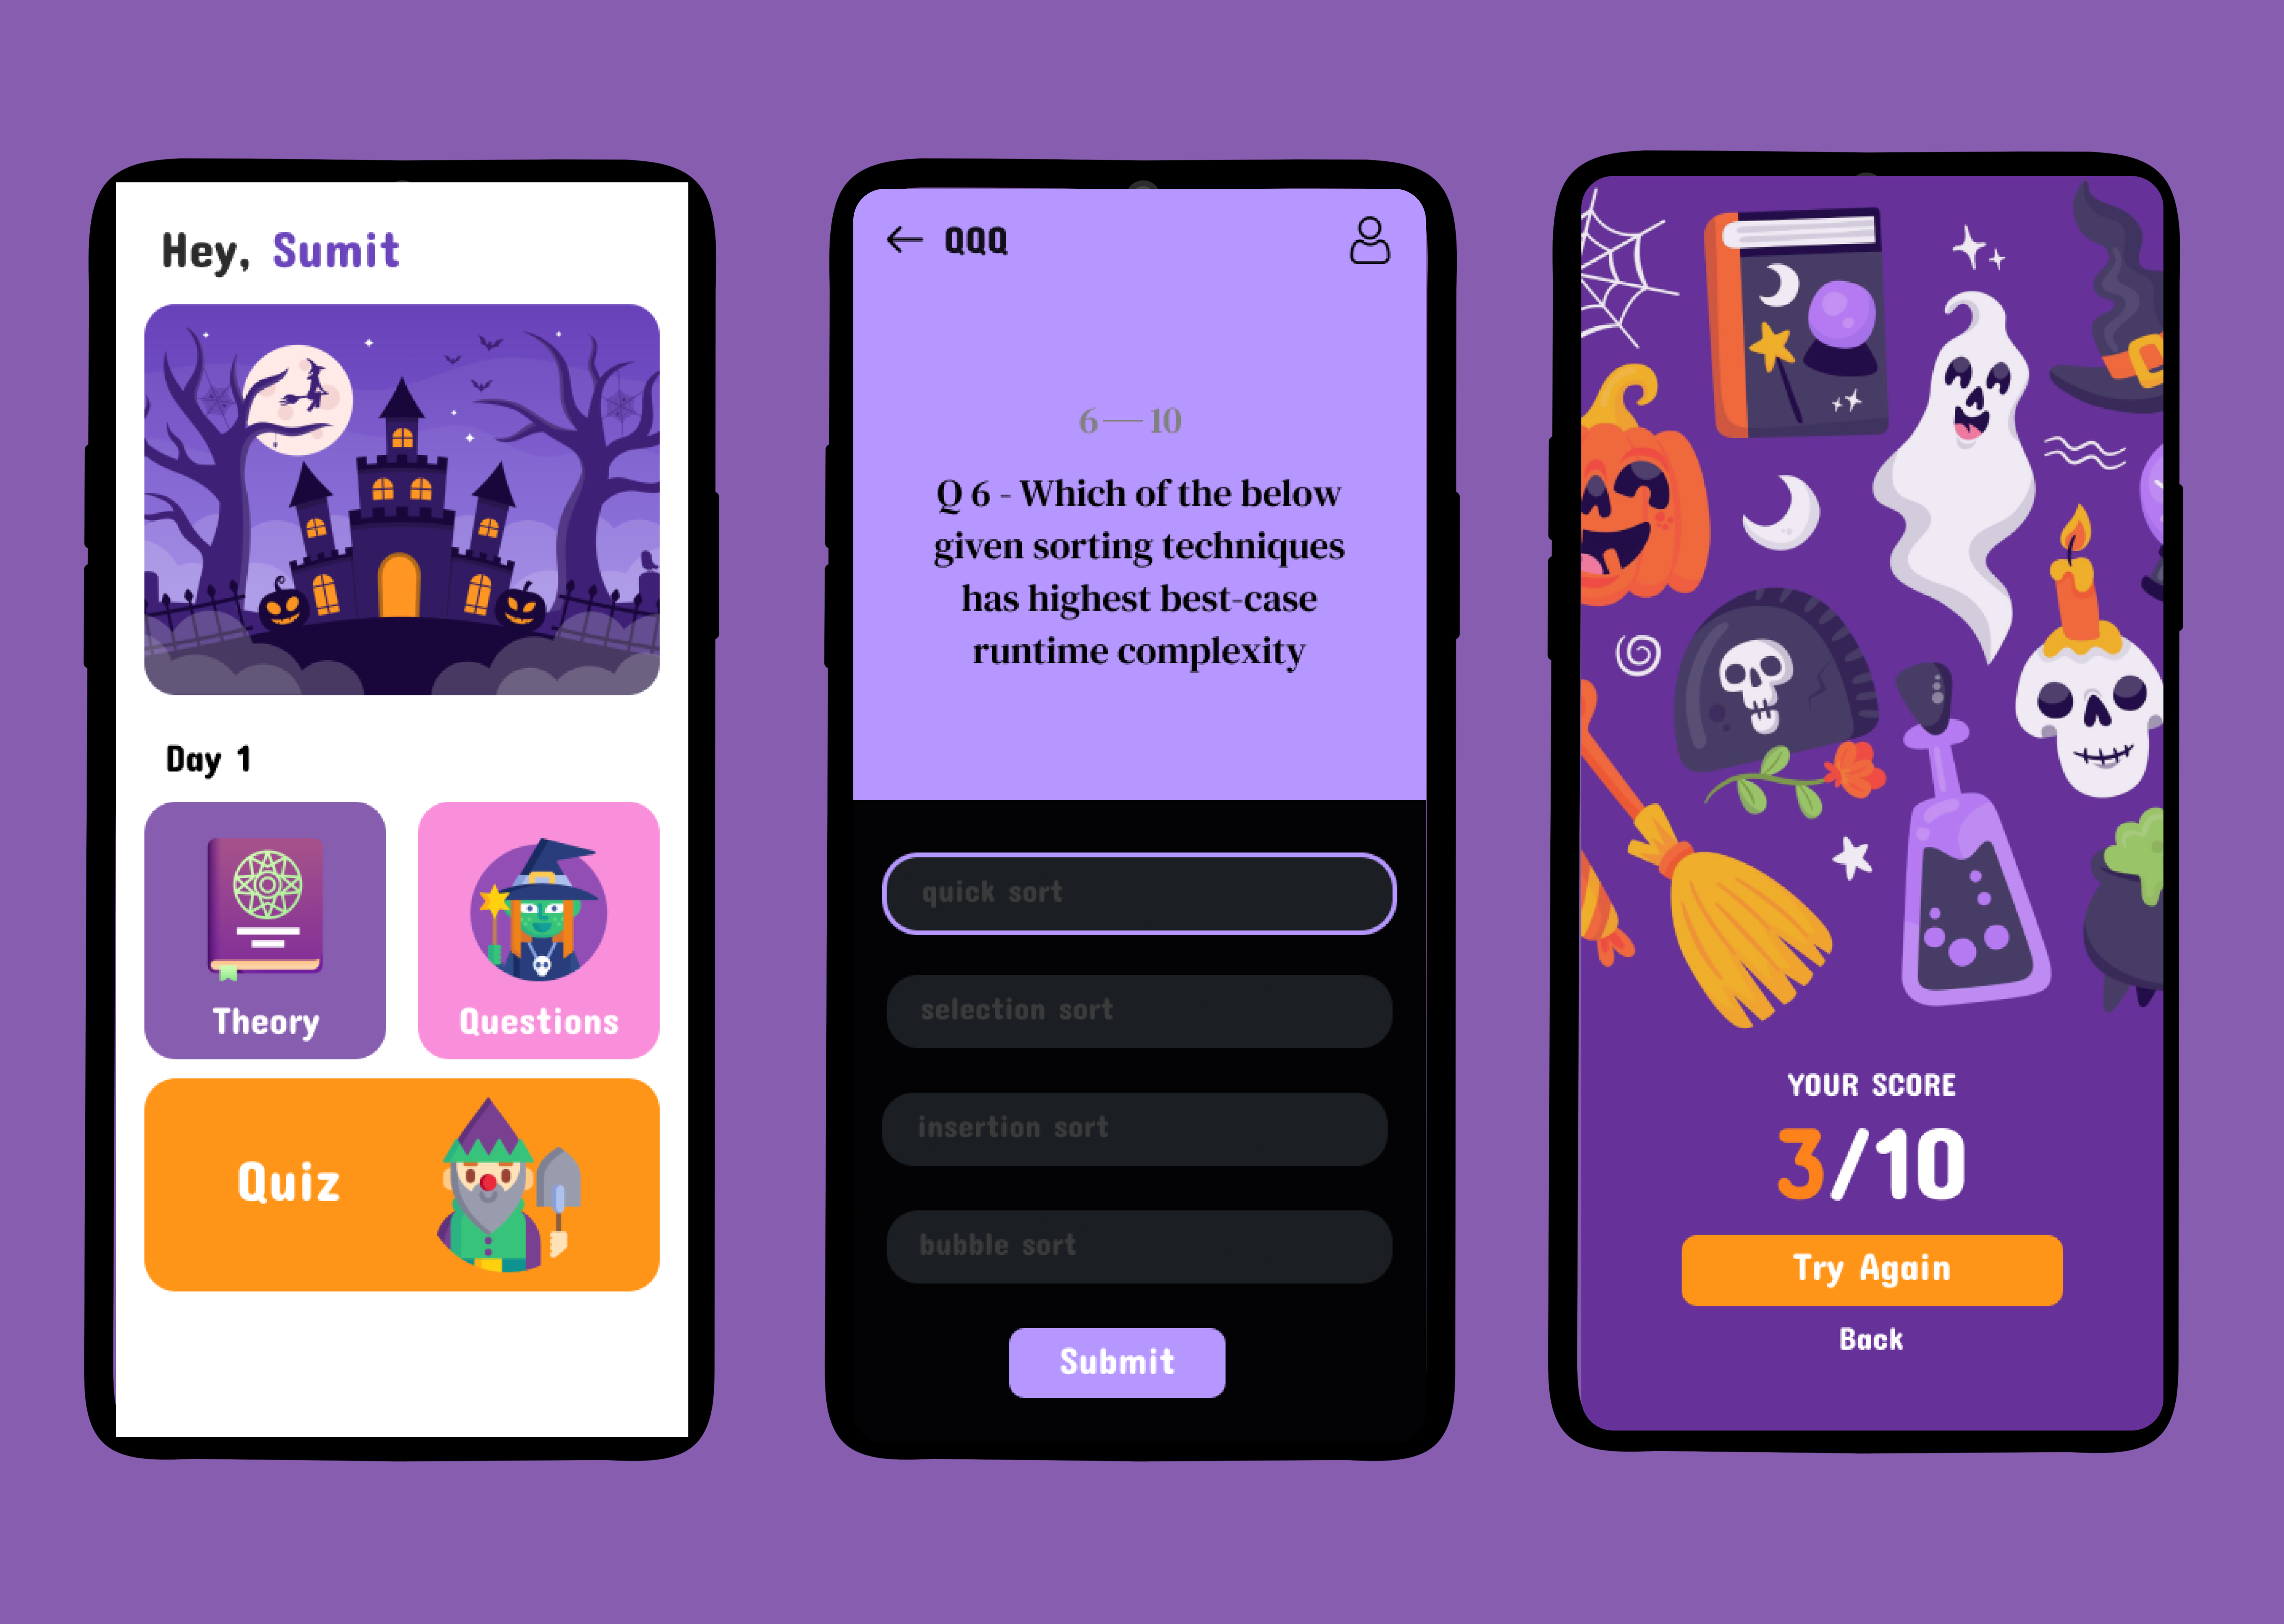 Hey, Sumit
Day 1
Theory
Questions
Quiz
QQQ
6—10
Q 6 - Which of the below
given sorting techniques
has highest best-case
runtime complexity
quick sort
selection sort
insertion sort
bubble sort
Submit
YOUR SCORE
3/10
Try Again
Back